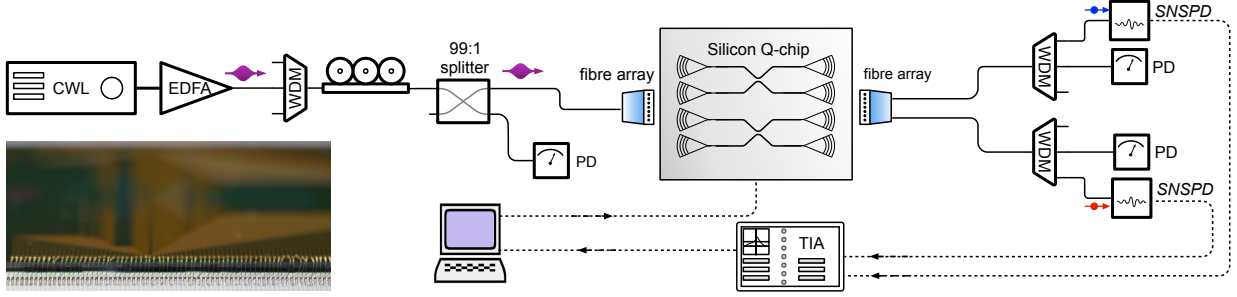 CWL
EDFA
WDM
99:1
splitter
PD
fibre array
Silicon Q-chip
fibre array
WDM
SNSPD
PD
WDM
PD
SNSPD
TIA